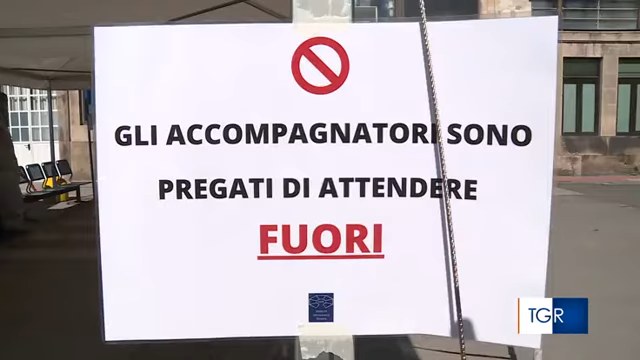 GLI ACCOMPAGNATORI SONO
PREGATI DI ATTENDERE
FUORI
TGR